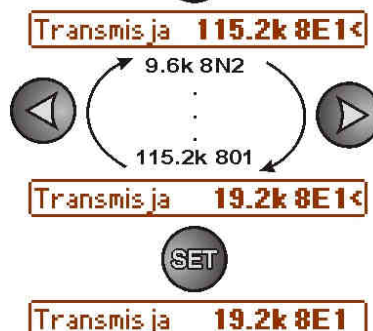 Transmisja 115.2k 8E1<
9.6k 8N2
.
.
.
115.2k 8O1
Transmisja 19.2k 8E1<
SET
Transmisja 19.2k 8E1